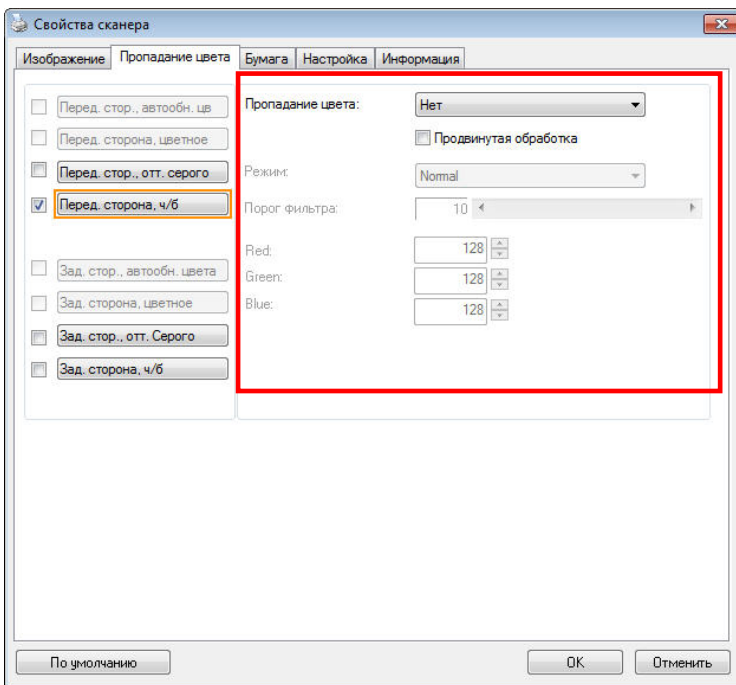 Свойства сканера
Изображение Пропадание цвета Бумага Настройка Информация
Перед. стор., автообн. цв
Перед. сторона, цветное
Перед. стор., отт. серого
Перед. сторона, ч/б
Зад. стор., автообн. цвета
Зад. сторона, цветное
Зад. стор., отт. Серого
Зад. сторона, ч/б
Пропадание цвета: Нет
Продвинутая обработка
Режим: Normal
Порог фильтра: 10
Red: 128
Green: 128
Blue: 128
По умолчанию OK Отменить